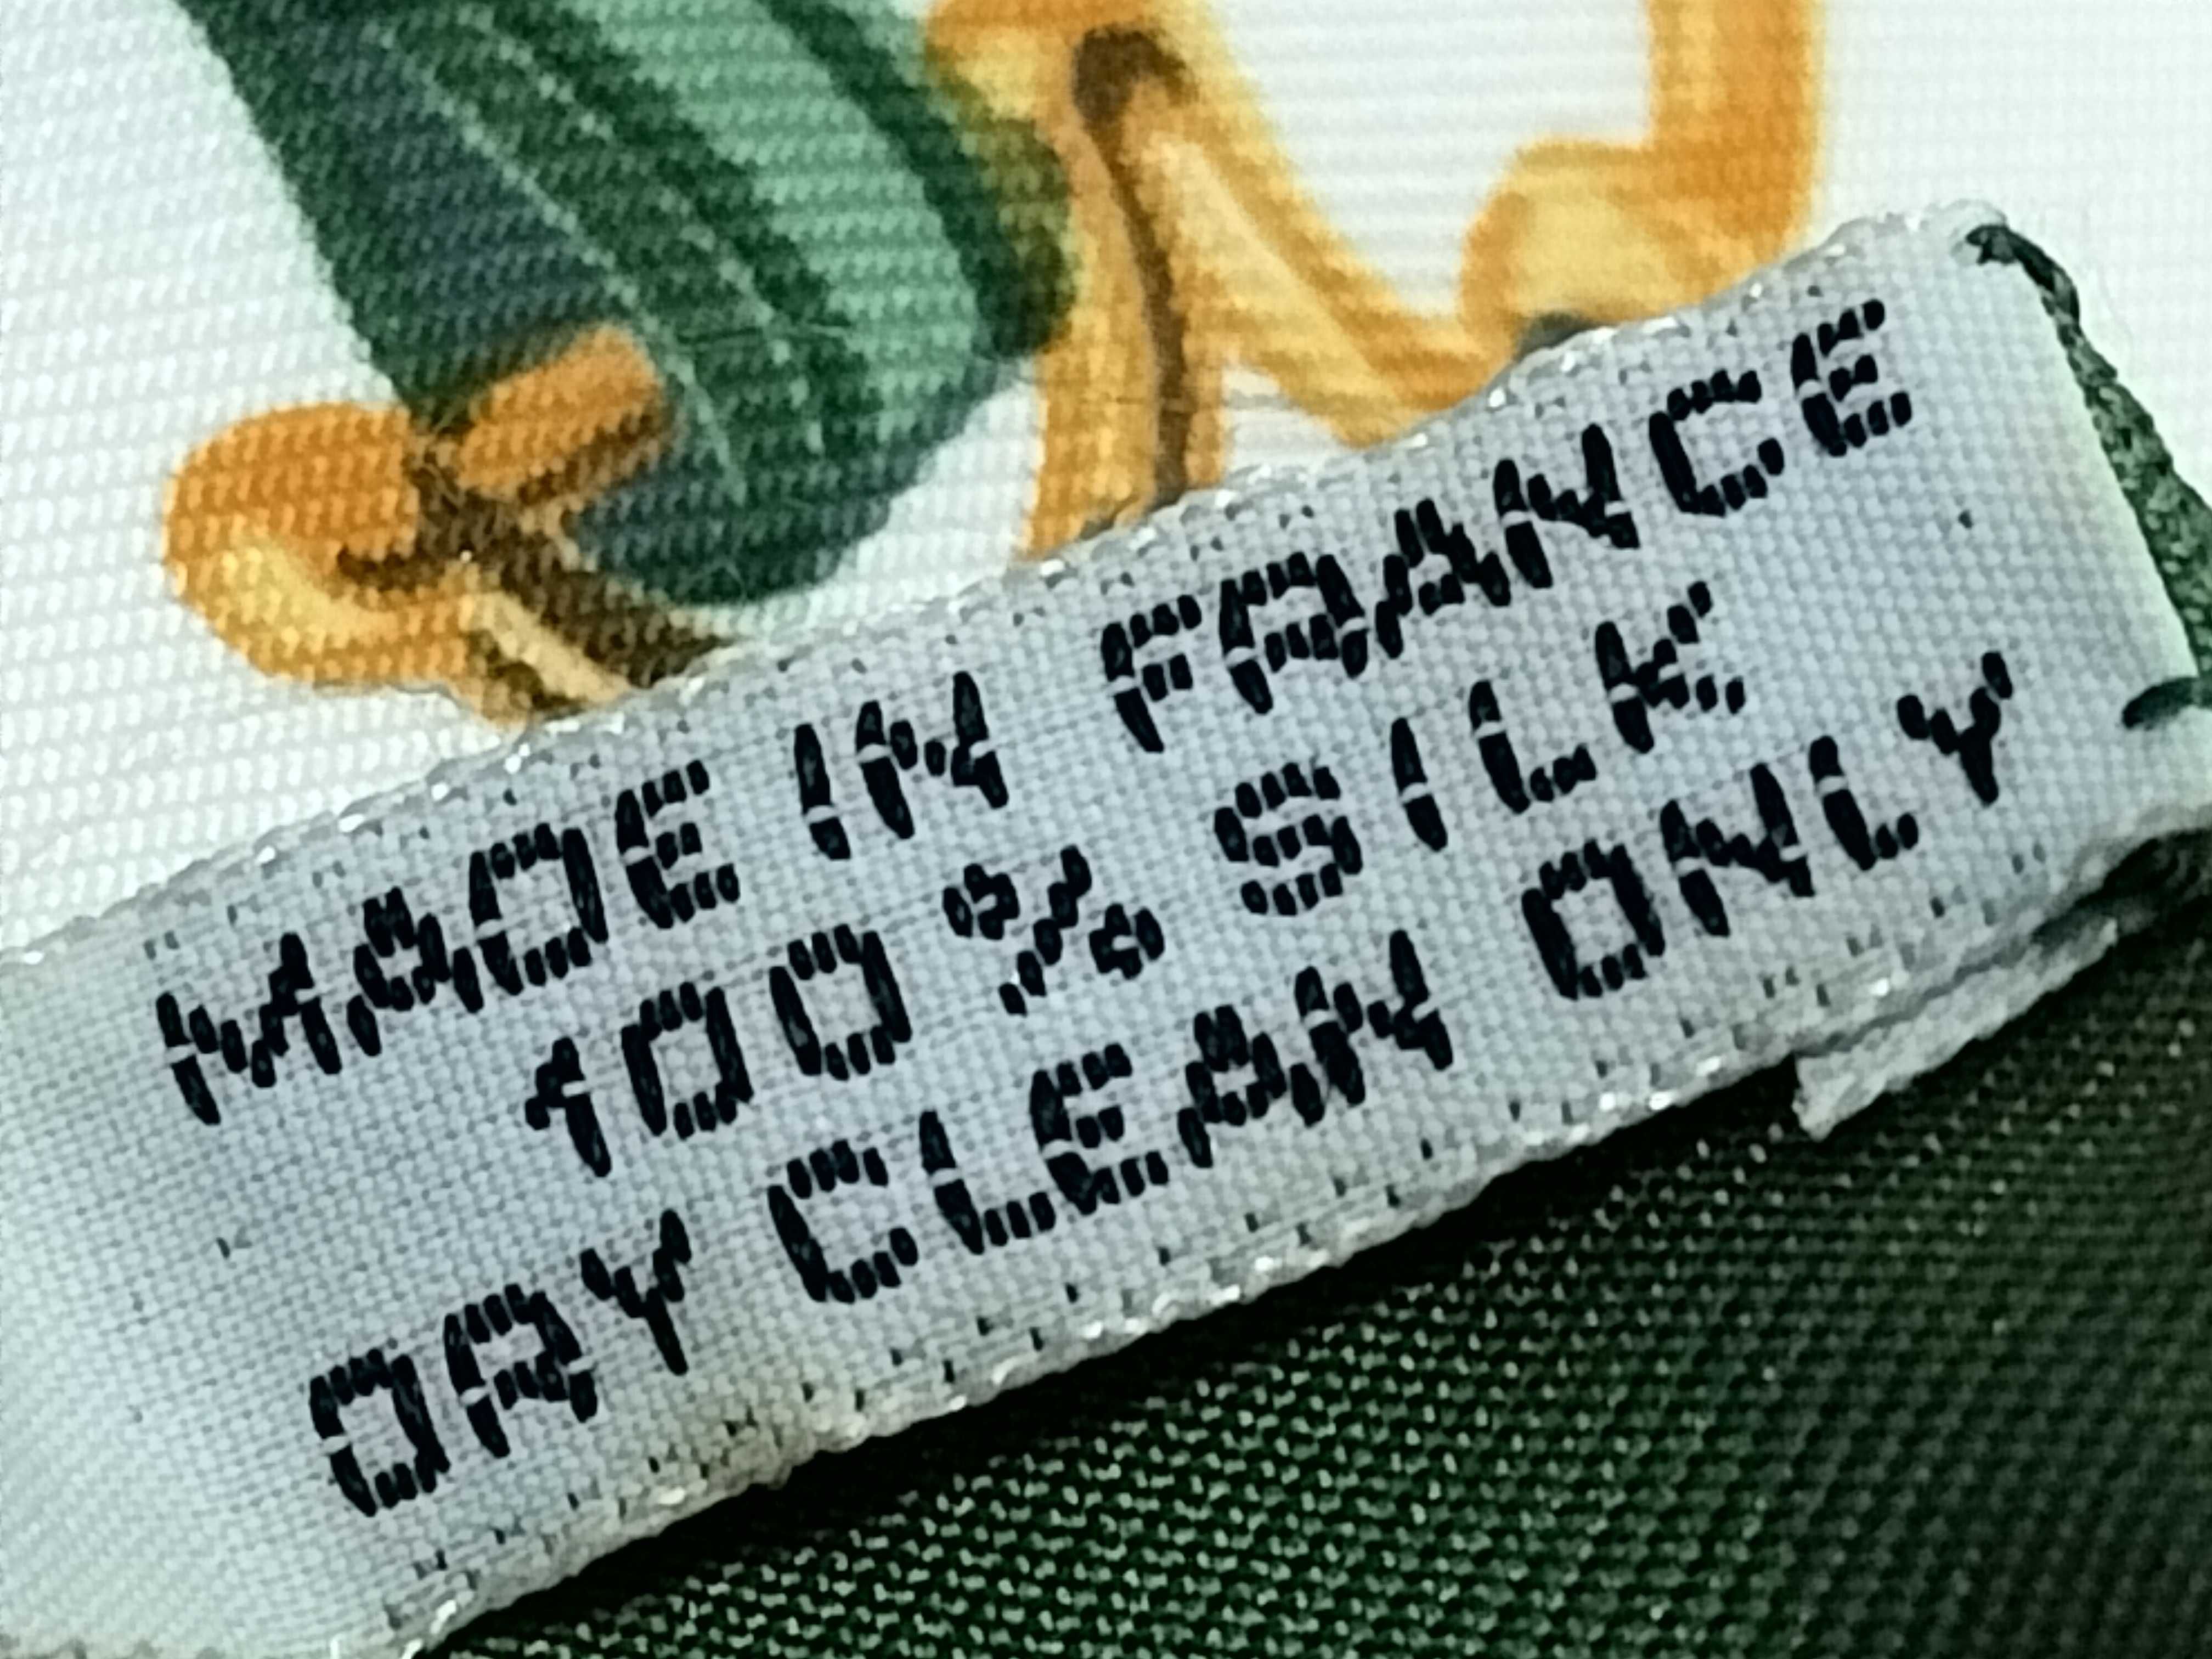 MADE IN FRANCE
100% SILK
DRY CLEAN ONLY